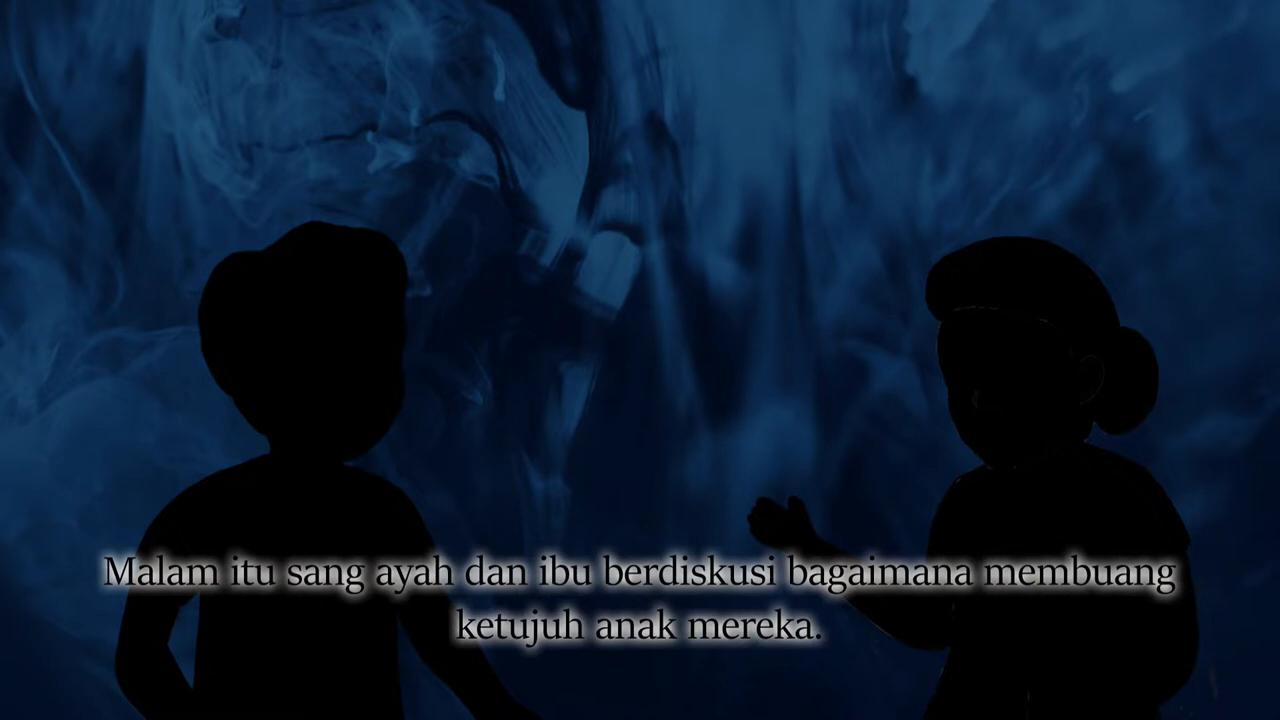 Malam itu sang ayah dan ibu berdiskusi bagaimana membuang
ketujuh anak mereka.